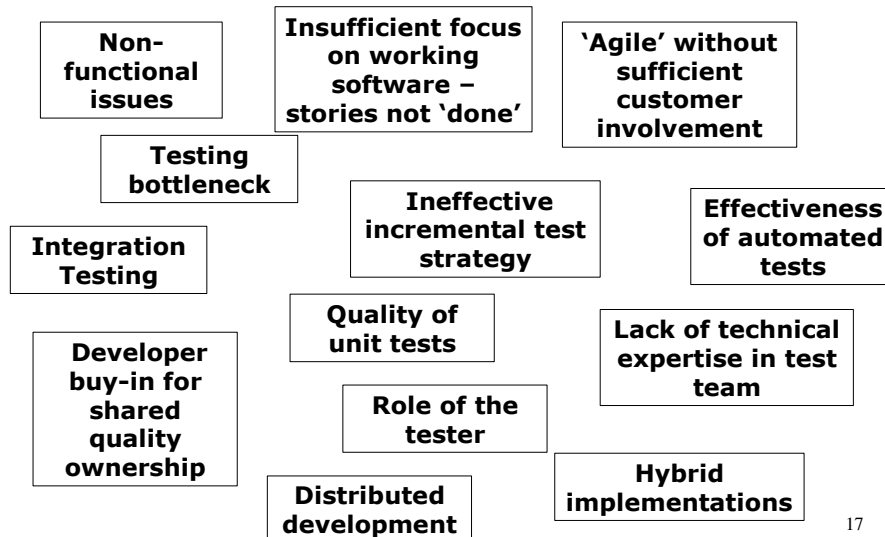 Non-
functional
issues
Insufficient focus
on working
software –
stories not ‘done’
‘Agile’ without
sufficient
customer
involvement
Testing
bottleneck
Ineffective
incremental test
strategy
Effectiveness
of automated
tests
Integration
Testing
Quality of
unit tests
Lack of technical
expertise in test
team
Developer
buy-in for
shared
quality
ownership
Role of the
tester
Hybrid
implementations
Distributed
development
17